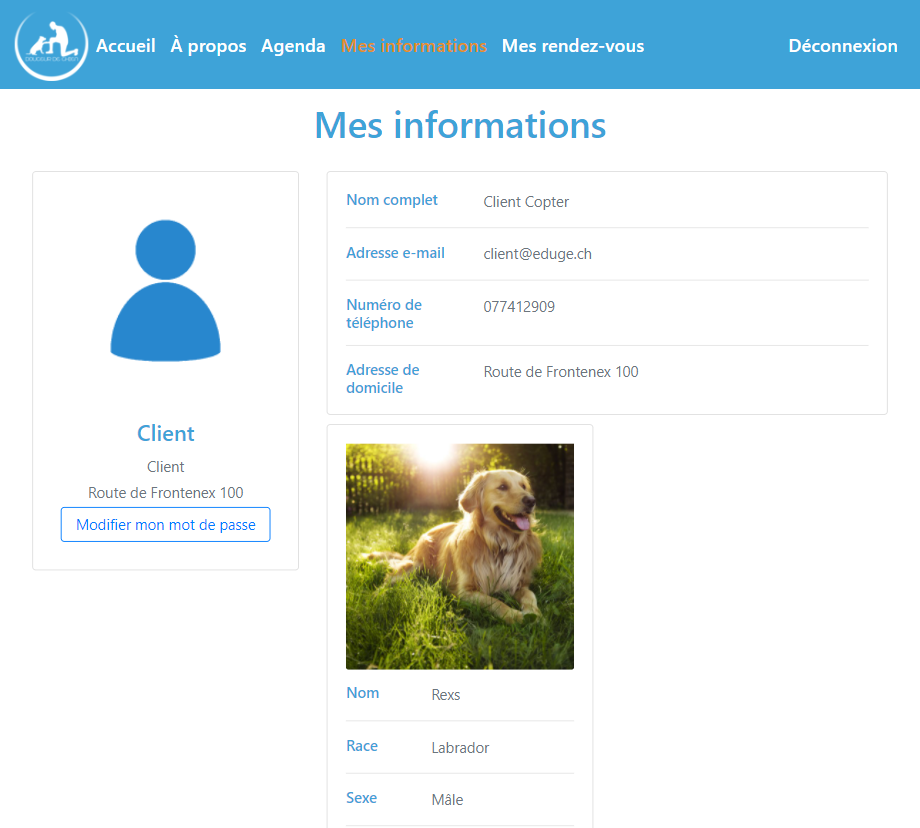 DOUCEUR DE CHIEN
Accueil À propos Agenda Mes informations Mes rendez-vous Déconnexion
Mes informations
Client
Client
Route de Frontenex 100
Modifier mon mot de passe
Nom complet Client Copter
Adresse e-mail client@eduge.ch
Numéro de 077412909
téléphone
Adresse de Route de Frontenex 100
domicile
Nom Rexs
Race Labrador
Sexe Mâle